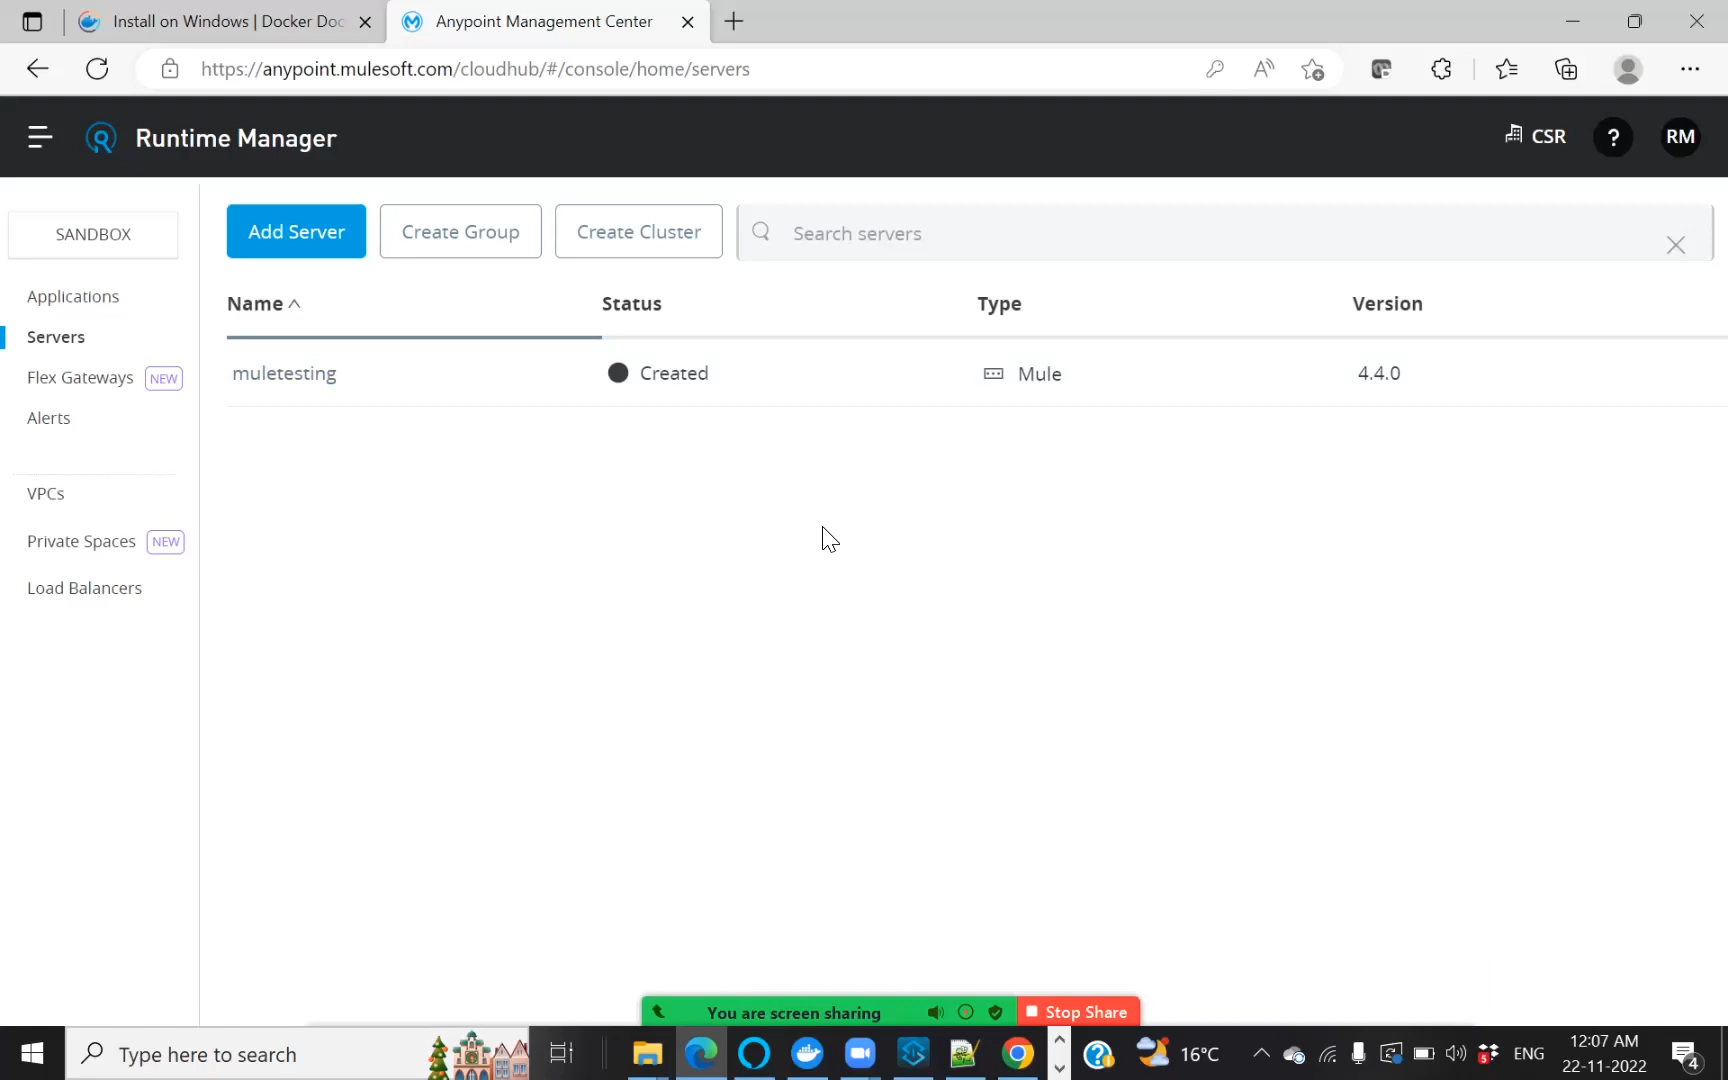 Install on Windows | Docker Doc
Anypoint Management Center
https://anypoint.mulesoft.com/cloudhub/#/console/home/servers
Runtime Manager
CSR
?
RM
SANDBOX
Add Server
Create Group
Create Cluster
Search servers
Applications
Servers
Flex Gateways NEW
Alerts
VPCs
Private Spaces NEW
Load Balancers
Name
Status
Type
Version
muletesting
Created
Mule
4.4.0
You are screen sharing
Stop Share
Type here to search
16°C
5
ENG
12:07 AM
22-11-2022
4